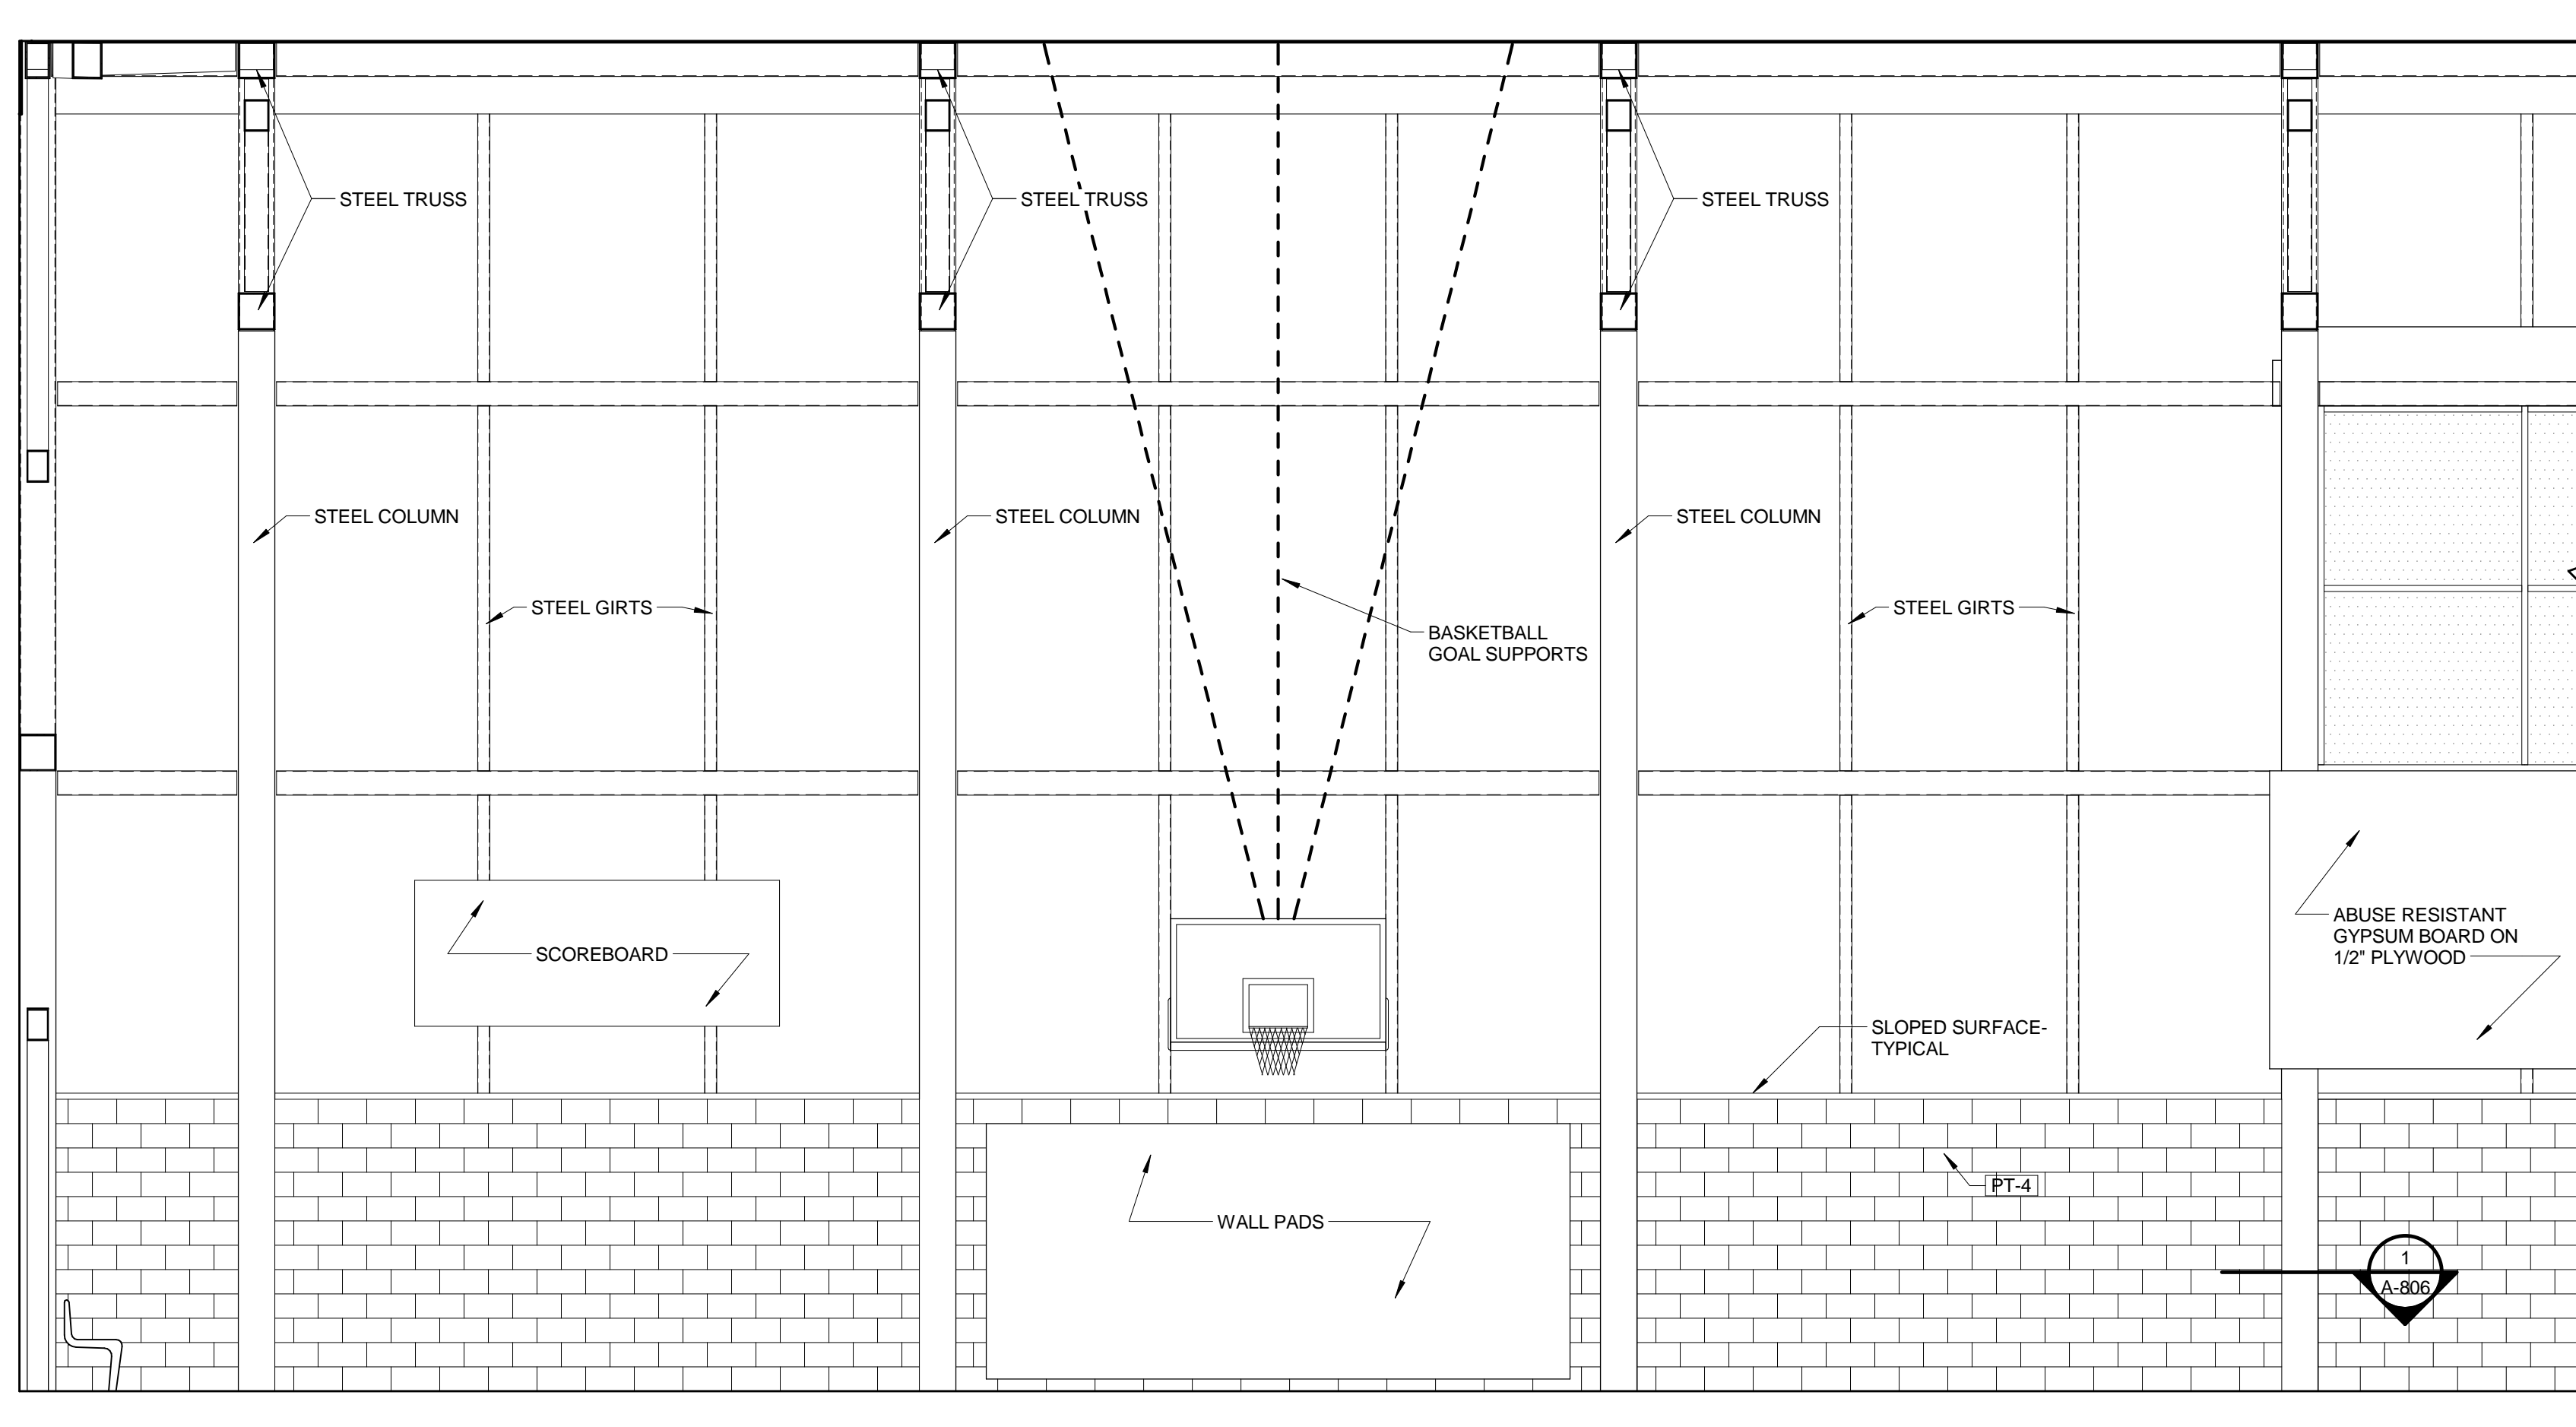 STEEL TRUSS
STEEL TRUSS
STEEL TRUSS
STEEL COLUMN
STEEL COLUMN
STEEL COLUMN
STEEL GIRTS
STEEL GIRTS
BASKETBALL
GOAL SUPPORTS
SCOREBOARD
ABUSE RESISTANT
GYPSUM BOARD ON
1/2" PLYWOOD
SLOPED SURFACE-
TYPICAL
PT-4
WALL PADS
1
A-806